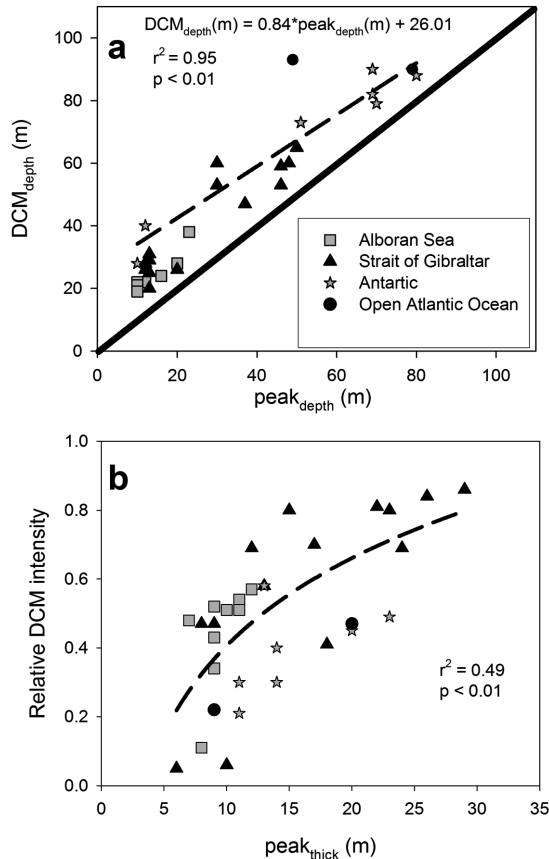 a
DCMdepth(m) = 0.84*peakdepth(m) + 26.01
r2 = 0.95
p < 0.01
100
80
60
40
20
0
DCMdepth (m)
Alboran Sea
Strait of Gibraltar
Antartic
Open Atlantic Ocean
0 20 40 60 80 100
peakdepth (m)
b
1.0
0.8
0.6
0.4
0.2
0.0
Relative DCM intensity
r2 = 0.49
p < 0.01
0 5 10 15 20 25 30 35
peakthick (m)